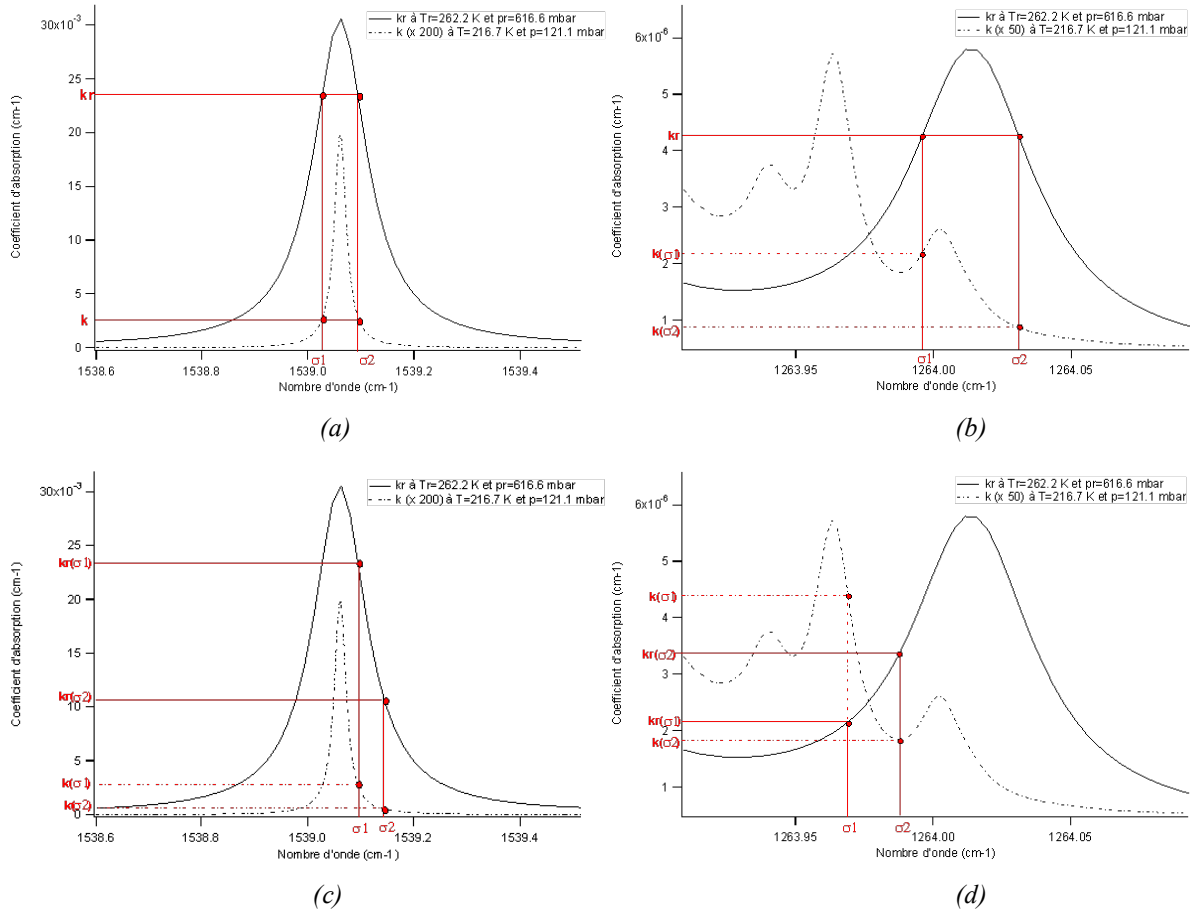 kr à Tr=262.2 K et pr=616.6 mbar
k (x 200) à T=216.7 K et p=121.1 mbar
30x10⁻³
25
20
15
10
5
0
Coefficient d'absorption (cm-1)
kr
k
1538.6
1538.8
1539.0
1539.2
1539.4
σ1
σ2
Nombre d'onde (cm-1)
(a)
kr à Tr=262.2 K et pr=616.6 mbar
k (x 50) à T=216.7 K et p=121.1 mbar
6x10⁻⁶
5
4
3
2
1
Coefficient d'absorption (cm-1)
kr
k(σ1)
k(σ2)
1263.95
1264.00
1264.05
σ1
σ2
Nombre d'onde (cm-1)
(b)
kr à Tr=262.2 K et pr=616.6 mbar
k (x 200) à T=216.7 K et p=121.1 mbar
30x10⁻³
25
20
15
10
5
0
Coefficient d'absorption (cm-1)
kr(σ1)
kr(σ2)
k(σ1)
k(σ2)
1538.6
1538.8
1539.0
1539.2
1539.4
σ1
σ2
Nombre d'onde (cm-1)
(c)
kr à Tr=262.2 K et pr=616.6 mbar
k (x 50) à T=216.7 K et p=121.1 mbar
6x10⁻⁶
5
4
3
2
1
Coefficient d'absorption (cm-1)
k(σ1)
kr(σ2)
kr(σ1)
k(σ2)
1263.95
1264.00
1264.05
σ1
σ2
Nombre d'onde (cm-1)
(d)